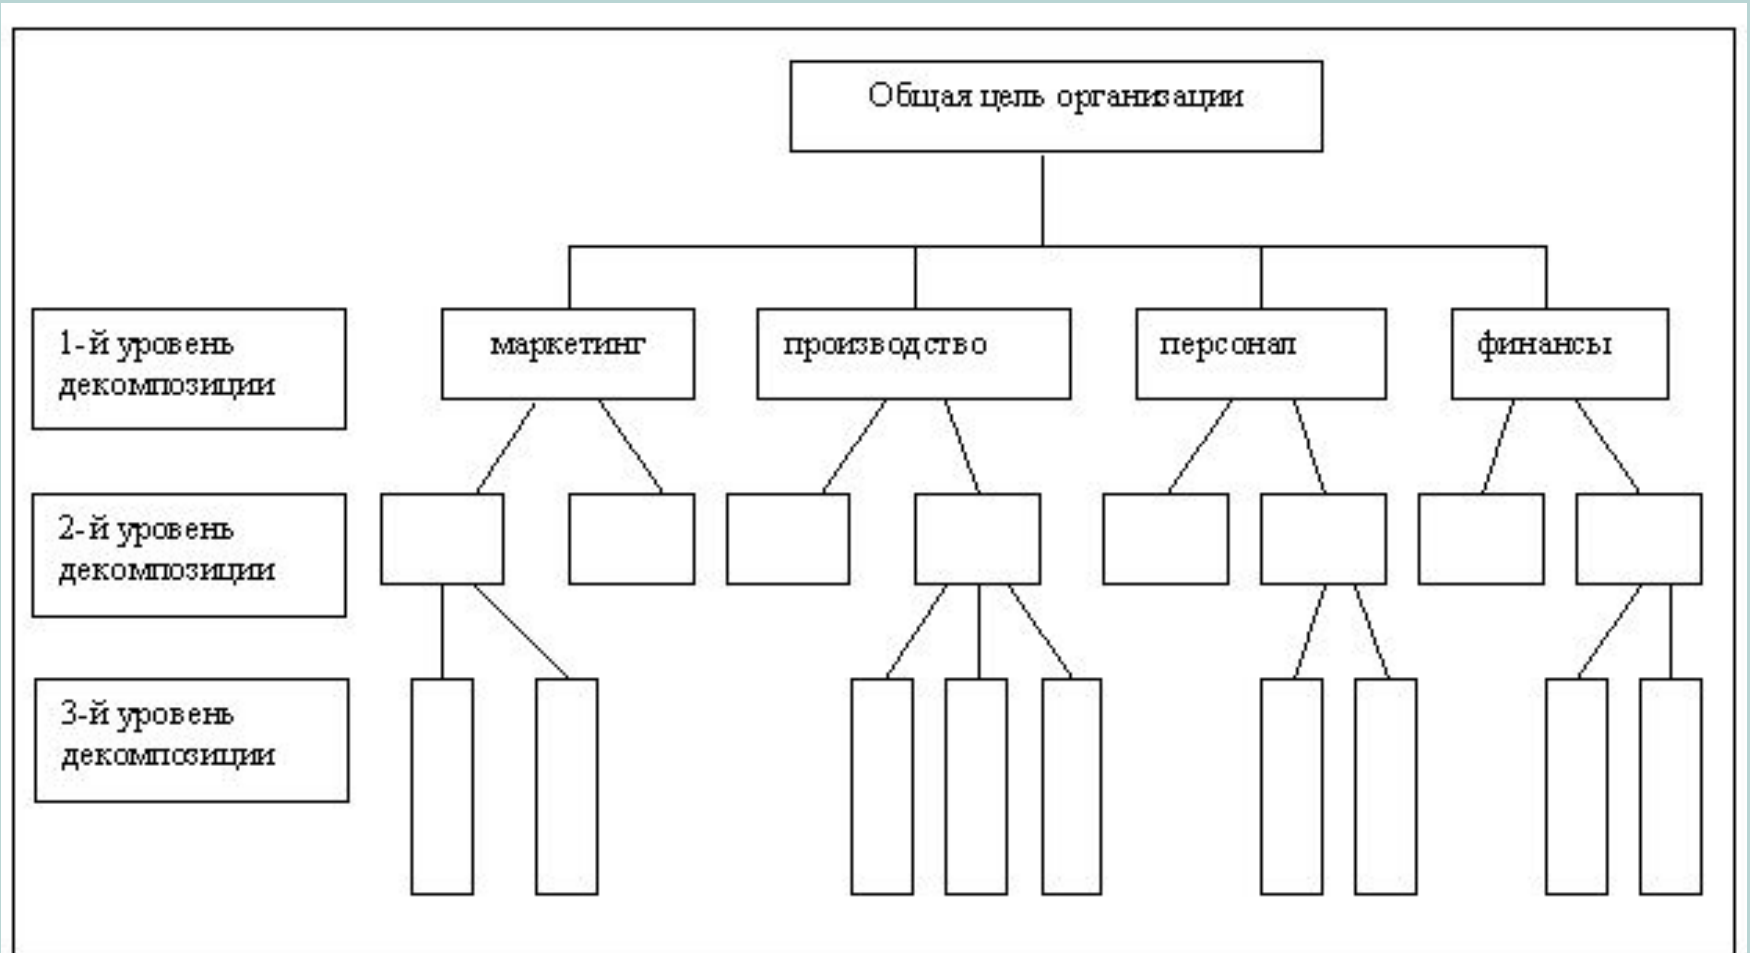 Общая цель организации
1-й уровень
декомпозиции
маркетинг
производство
персонал
финансы
2-й уровень
декомпозиции
3-й уровень
декомпозиции